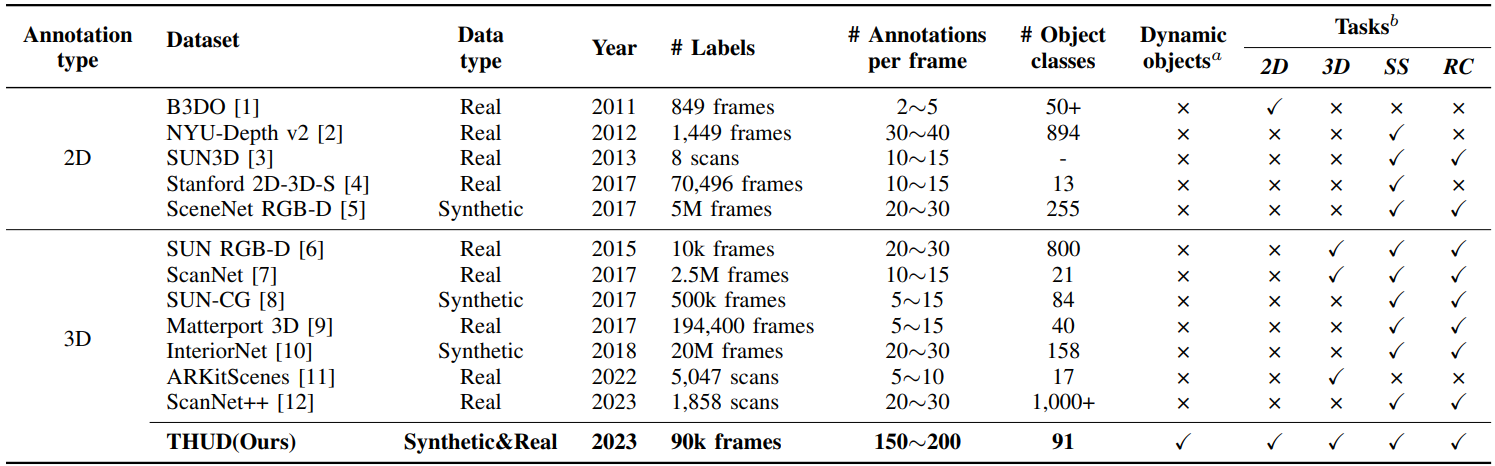 Annotation type Dataset Data type Year # Labels # Annotations per frame # Object classes Dynamic objectsᵃ Tasksᵇ
2D 3D SS RC
2D
B3DO [1] Real 2011 849 frames 2∼5 50+ × ✓ × × ×
NYU-Depth v2 [2] Real 2012 1,449 frames 30∼40 894 × × × ✓ ×
SUN3D [3] Real 2013 8 scans 10∼15 - × × × ✓ ✓
Stanford 2D-3D-S [4] Real 2017 70,496 frames 10∼15 13 × × × ✓ ×
SceneNet RGB-D [5] Synthetic 2017 5M frames 20∼30 255 × × × ✓ ✓
3D
SUN RGB-D [6] Real 2015 10k frames 20∼30 800 × × ✓ ✓ ✓
ScanNet [7] Real 2017 2.5M frames 10∼15 21 × × ✓ ✓ ✓
SUN-CG [8] Synthetic 2017 500k frames 5∼15 84 × × × ✓ ✓
Matterport 3D [9] Real 2017 194,400 frames 5∼15 40 × × × ✓ ✓
InteriorNet [10] Synthetic 2018 20M frames 20∼30 158 × × × ✓ ✓
ARKitScenes [11] Real 2022 5,047 scans 5∼10 17 × × ✓ × ×
ScanNet++ [12] Real 2023 1,858 scans 20∼30 1,000+ × × × ✓ ✓
THUD(Ours) Synthetic&Real 2023 90k frames 150∼200 91 ✓ ✓ ✓ ✓ ✓